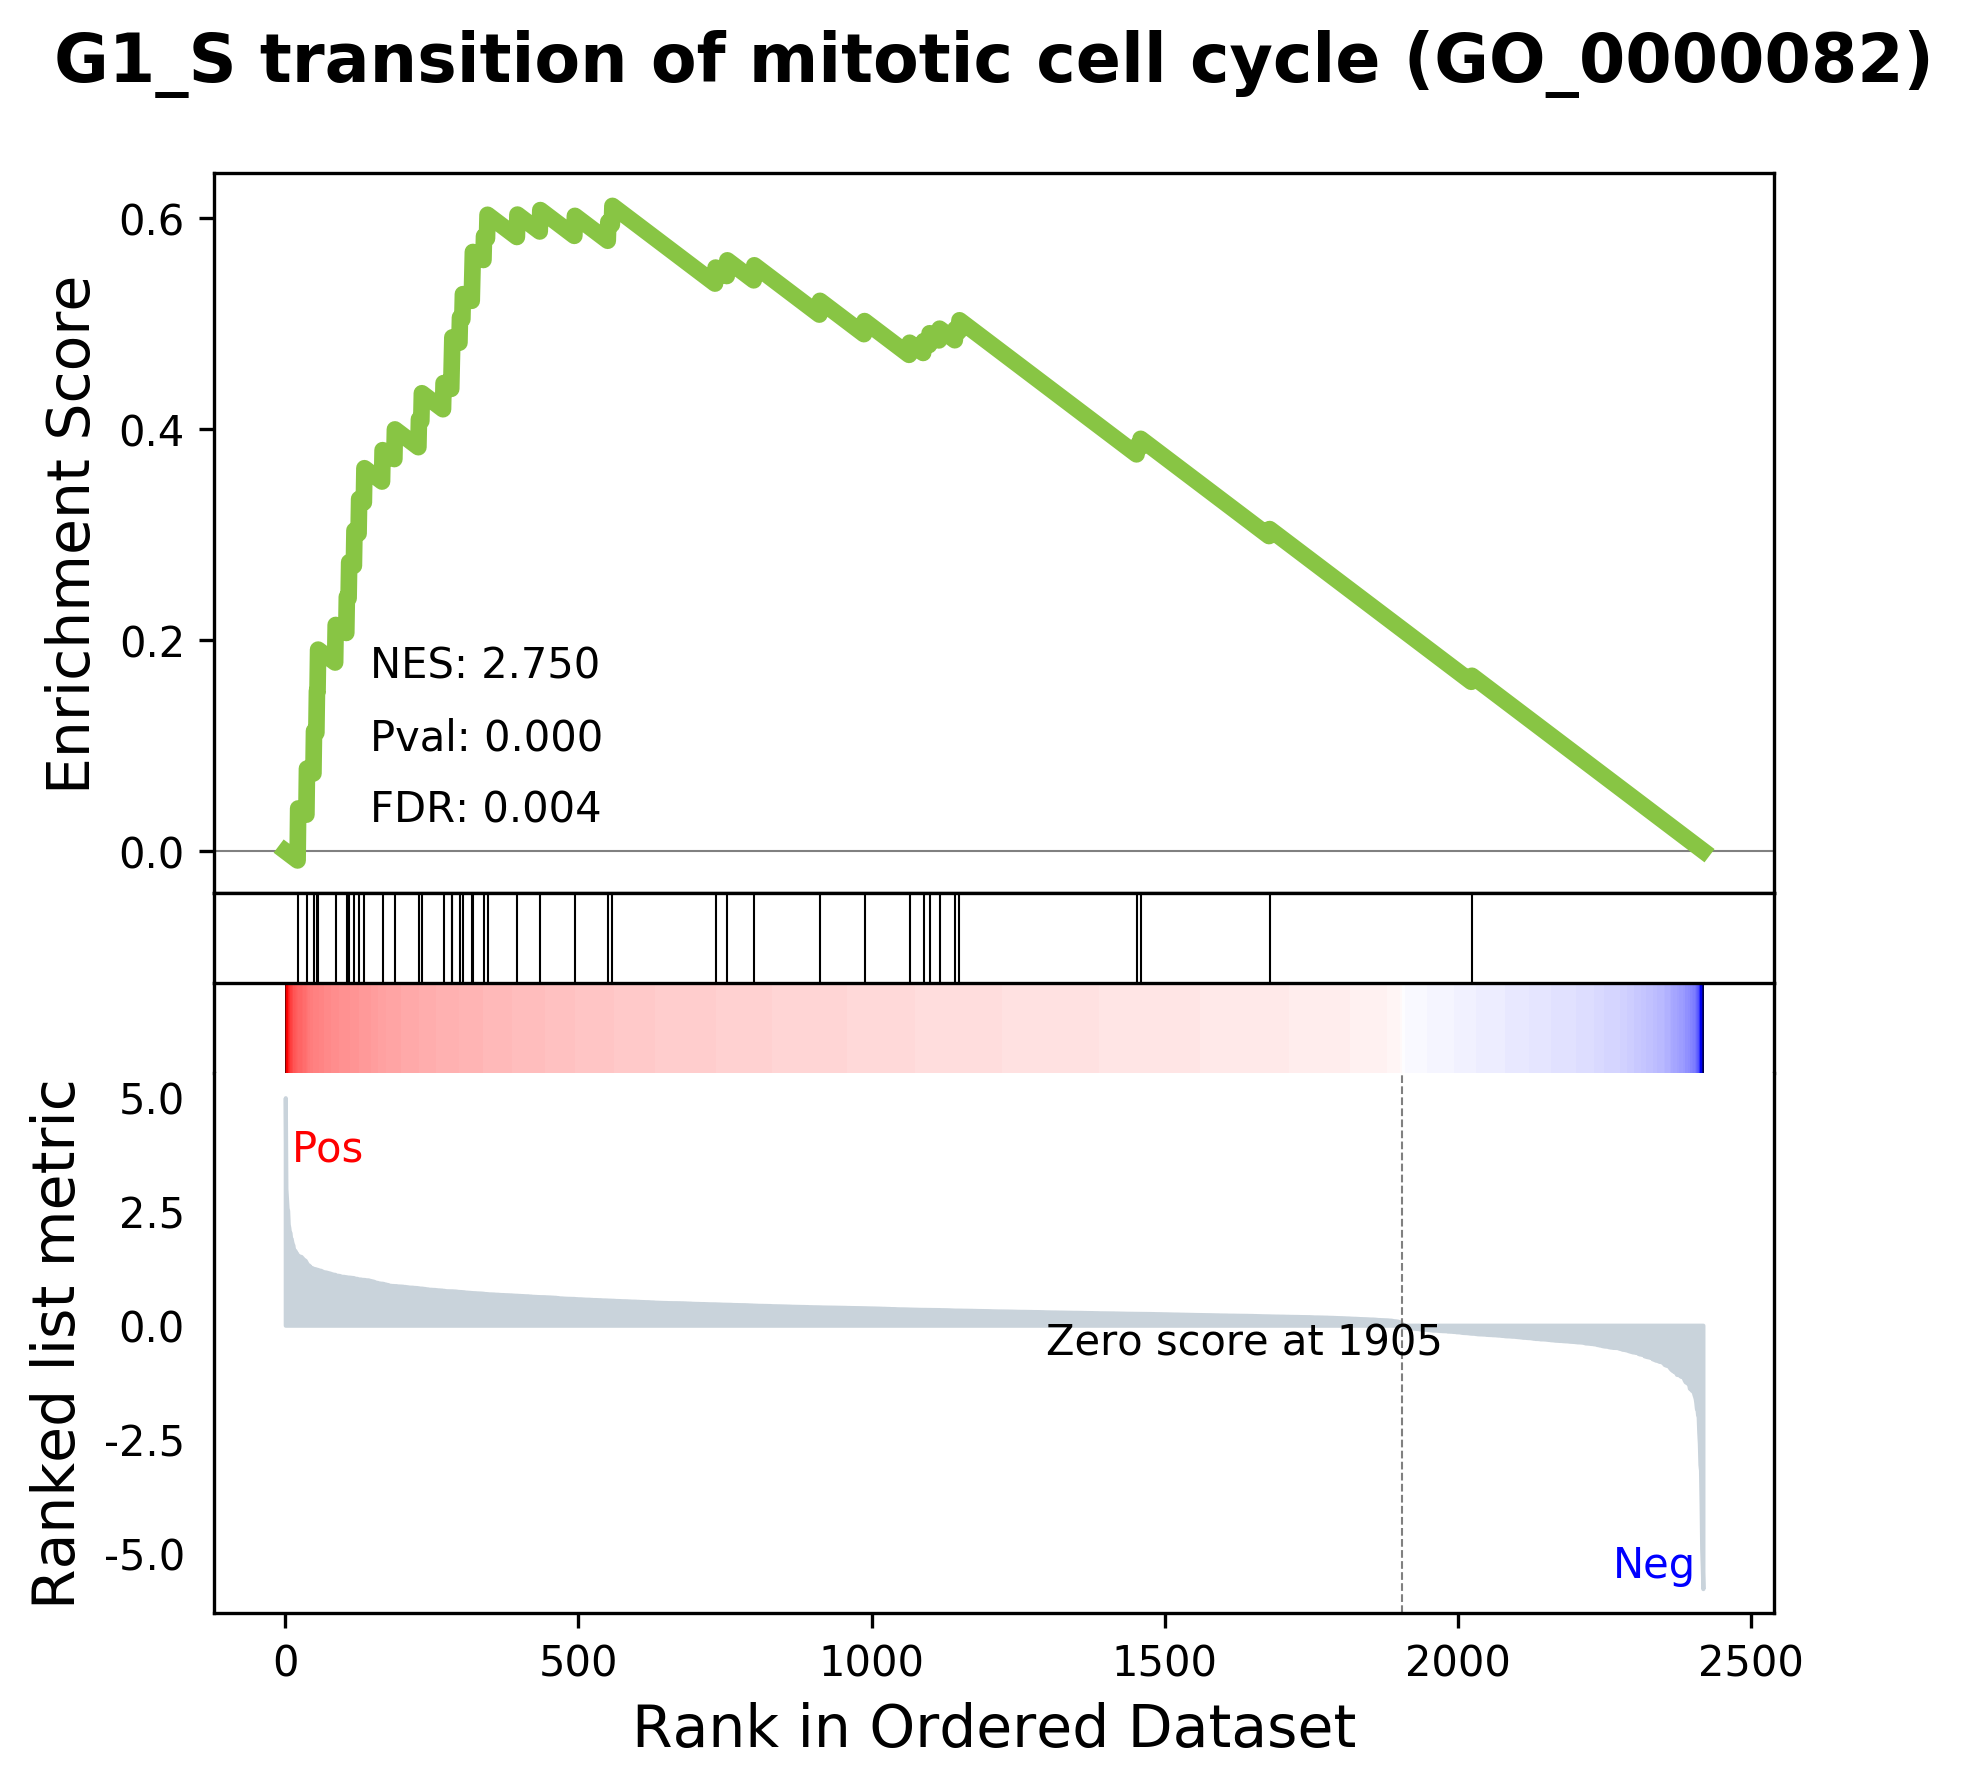 G1_S transition of mitotic cell cycle (GO_0000082)
Enrichment Score
0.6
0.4
0.2
0.0
NES: 2.750
Pval: 0.000
FDR: 0.004
Ranked list metric
5.0
2.5
0.0
-2.5
-5.0
Pos
Zero score at 1905
Neg
0 500 1000 1500 2000 2500
Rank in Ordered Dataset